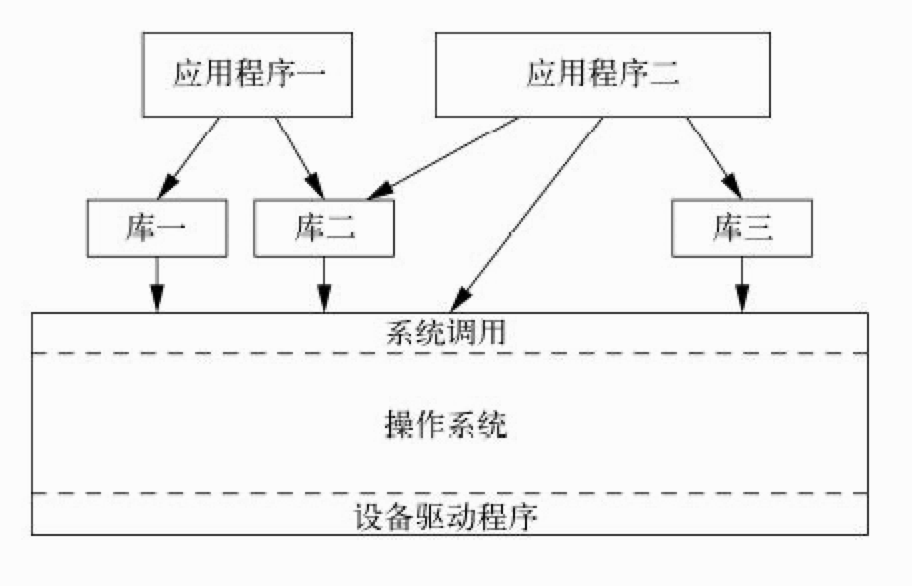 应用程序一
应用程序二
库一
库二
库三
系统调用
操作系统
设备驱动程序